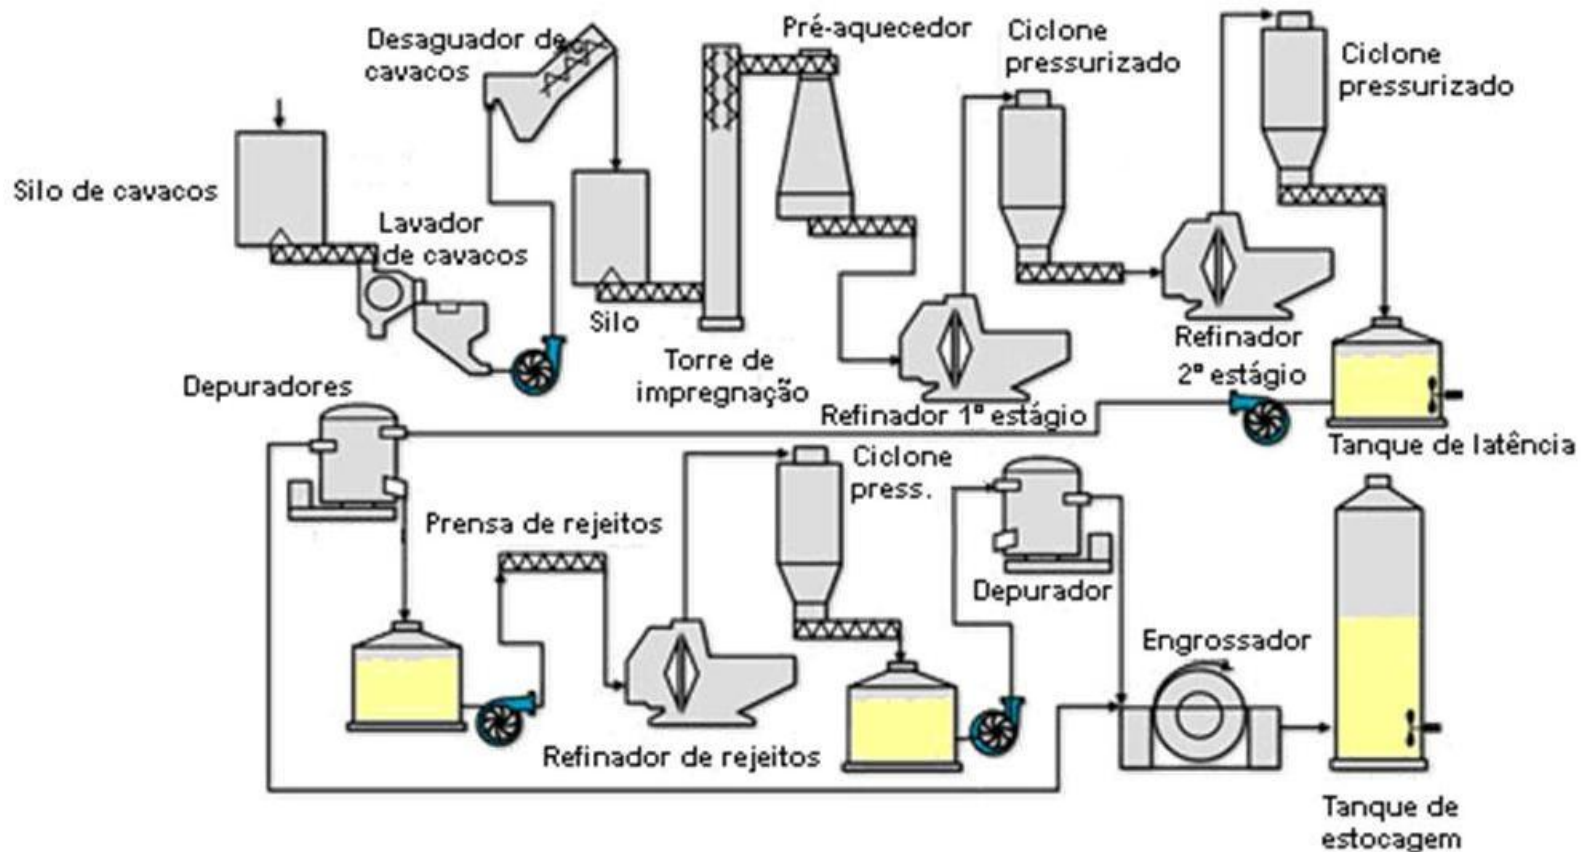 Desaguador de
cavacos
Pré-aquecedor
Ciclone
pressurizado
Ciclone
pressurizado
Silo de cavacos
Lavador
de cavacos
Silo
Torre de
impregnação
Refinador 1º estágio
Refinador
2º estágio
Tanque de latência
Depuradores
Prensa de rejeitos
Ciclone
press.
Depurador
Engrossador
Refinador de rejeitos
Tanque de
estocagem